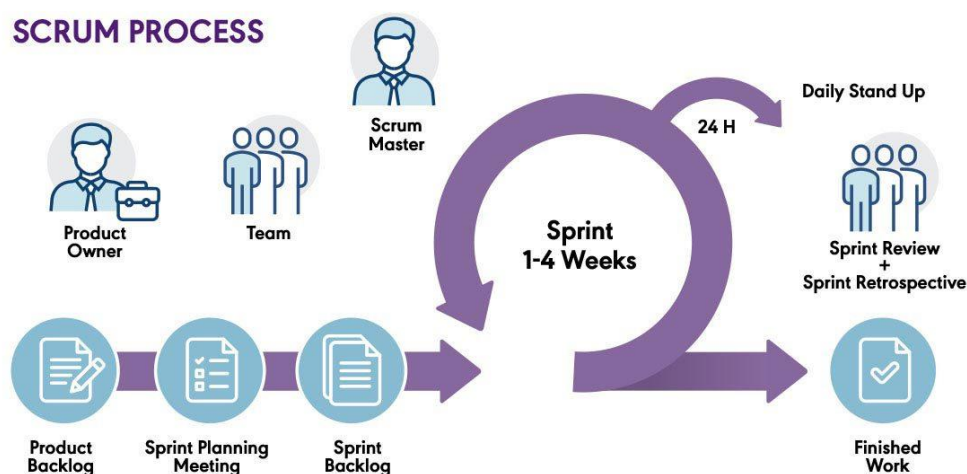 SCRUM PROCESS
Product
Owner
Team
Scrum
Master
24 H
Daily Stand Up
Sprint
1-4 Weeks
Sprint Review
+
Sprint Retrospective
Product
Backlog
Sprint Planning
Meeting
Sprint
Backlog
Finished
Work